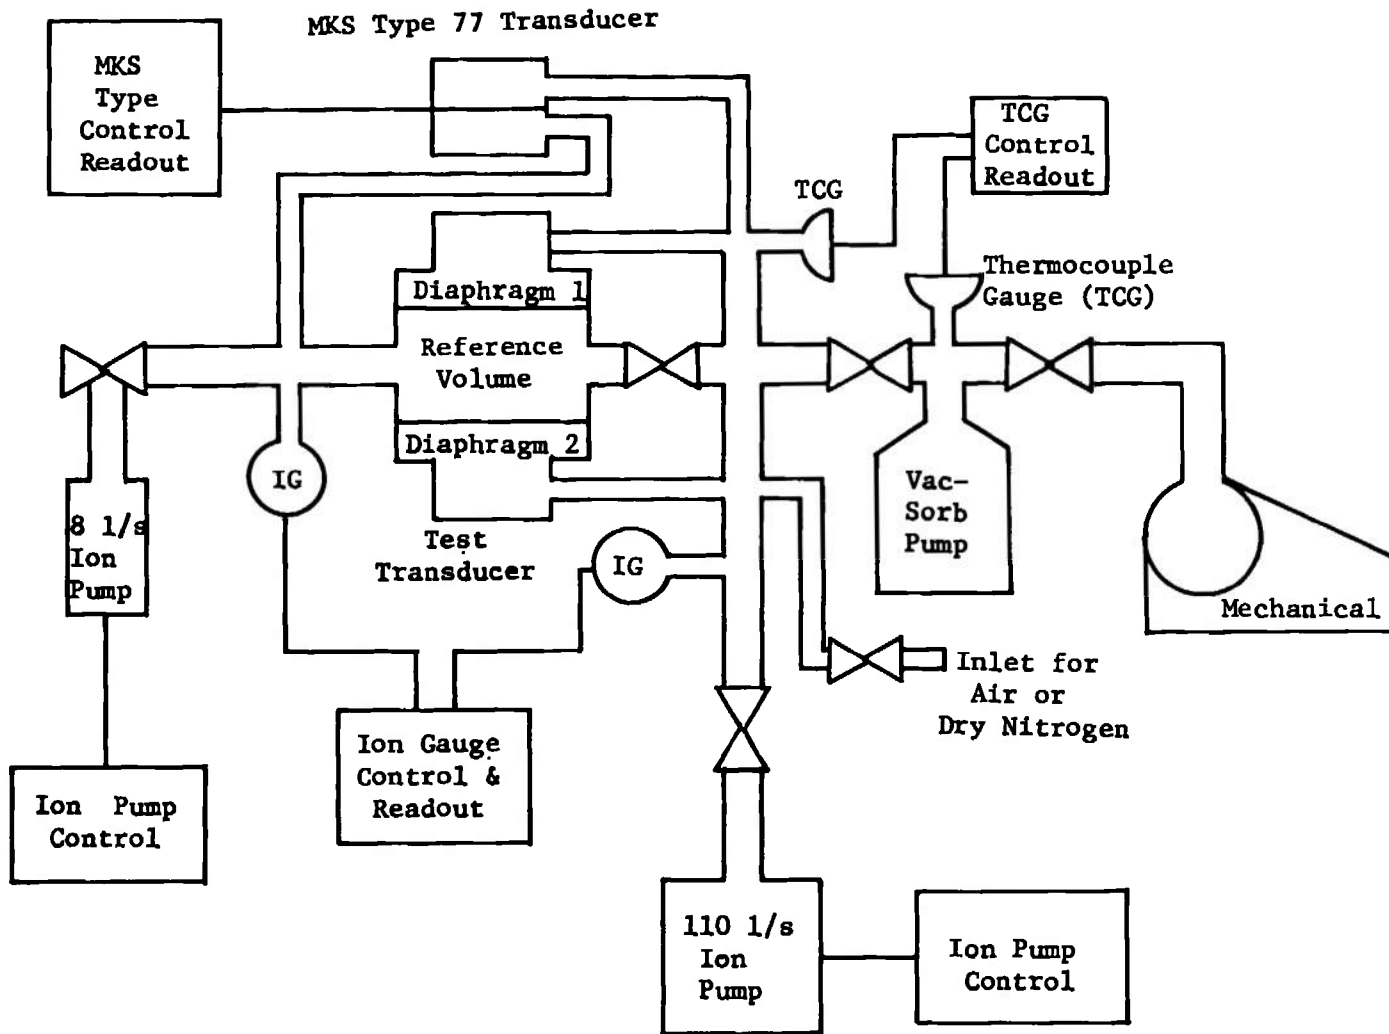 MKS Type 77 Transducer
MKS
Type
Control
Readout
TCG
Control
Readout
TCG
Thermocouple
Gauge (TCG)
Diaphragm 1
Reference
Volume
Diaphragm 2
IG
8 l/s
Ion
Pump
Test
Transducer
IG
Vac-
Sorb
Pump
Mechanical
Inlet for
Air or
Dry Nitrogen
Ion Gauge
Control &
Readout
Ion Pump
Control
110 l/s
Ion
Pump
Ion Pump
Control